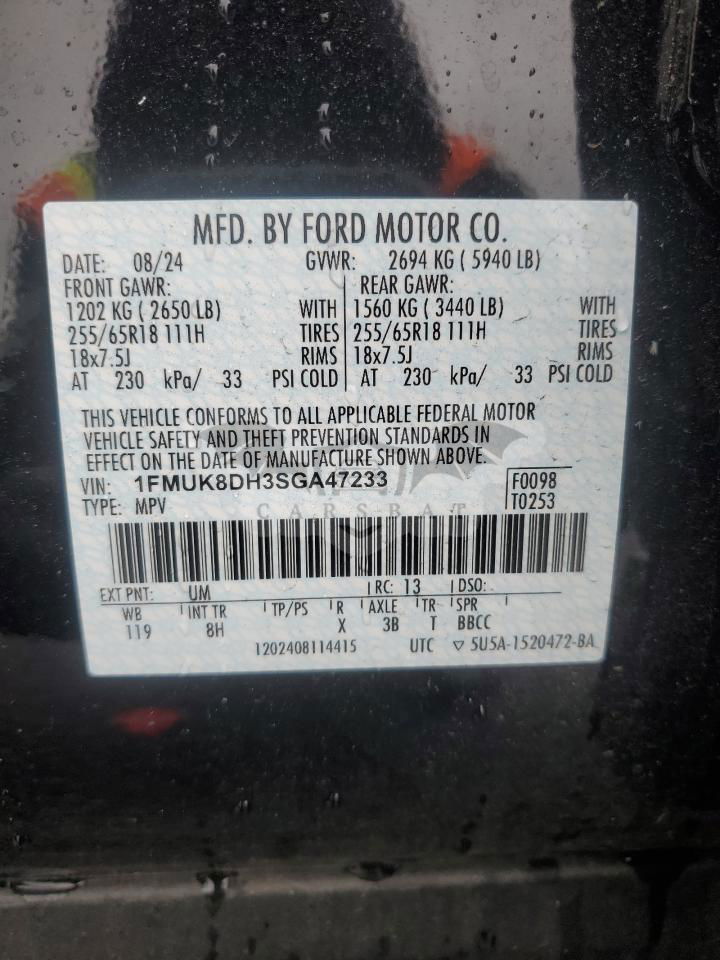 MFD. BY FORD MOTOR CO.
DATE: 08/24 GVWR: 2694 KG ( 5940 LB)
FRONT GAWR: REAR GAWR:
1202 KG ( 2650 LB) WITH 1560 KG ( 3440 LB) WITH
255/65R18 111H TIRES 255/65R18 111H TIRES
18x7.5J RIMS 18x7.5J RIMS
AT 230 kPa/ 33 PSI COLD AT 230 kPa/ 33 PSI COLD
THIS VEHICLE CONFORMS TO ALL APPLICABLE FEDERAL MOTOR
VEHICLE SAFETY AND THEFT PREVENTION STANDARDS IN
EFFECT ON THE DATE OF MANUFACTURE SHOWN ABOVE.
VIN: 1FMUK8DH3SGA47233 F0098
TYPE: MPV T0253
CARSBAT
EXT PNT: UM RC: 13 DSO:
WB INT TR TP/PS R AXLE TR SPR
119 8H X 3B T BBCC
1202408114415 UTC ▽ 5U5A-1520472-BA